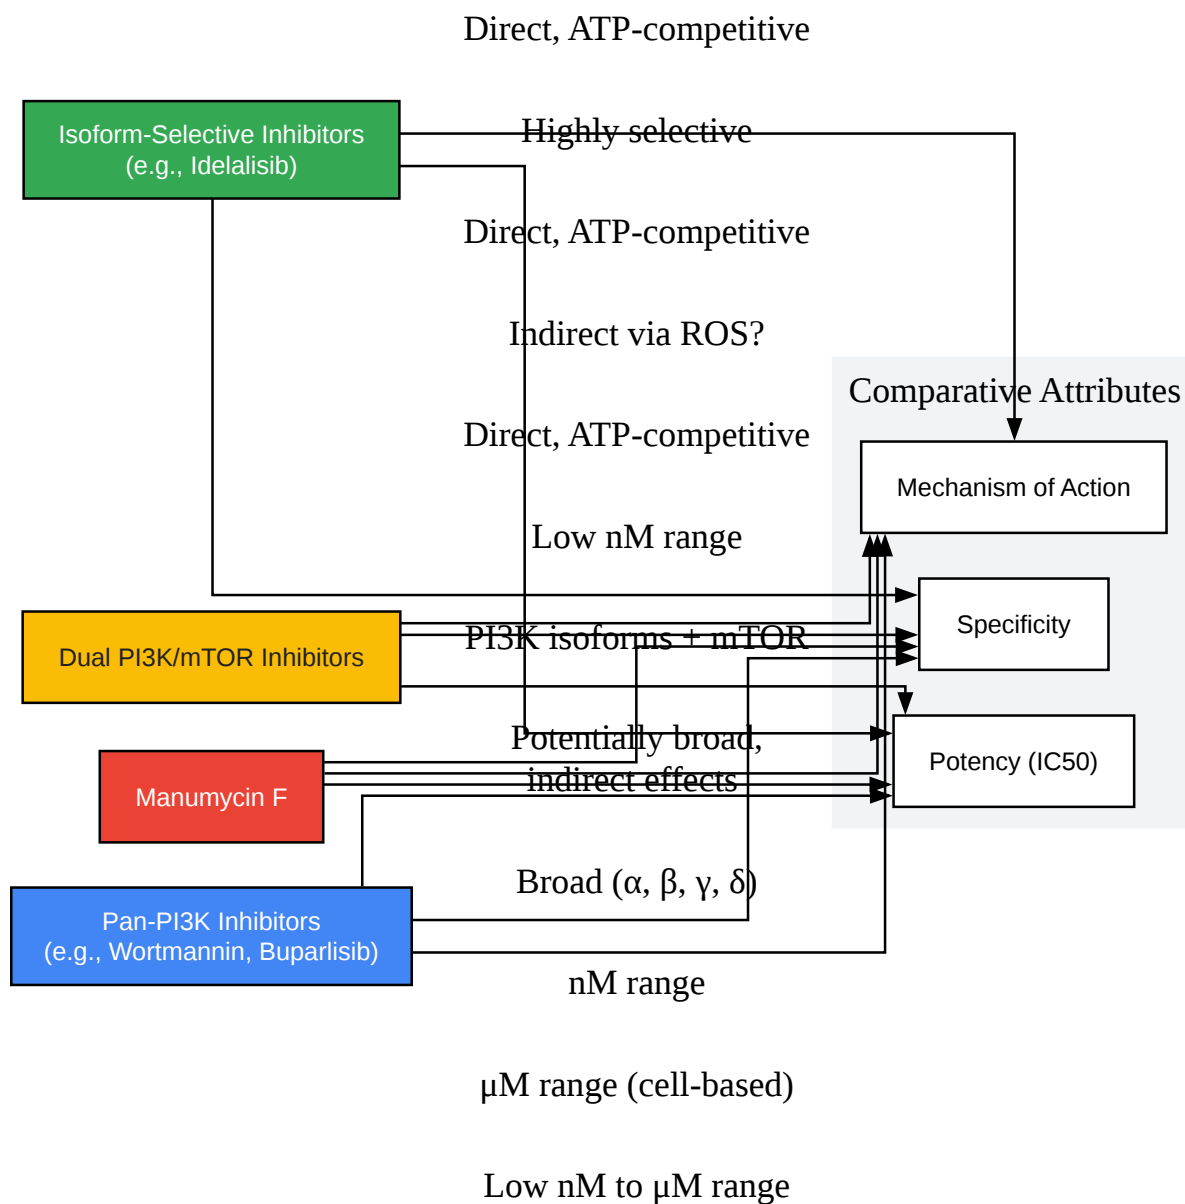 Direct, ATP-competitive
Isoform-Selective Inhibitors
(e.g., Idelalisib)
Highly selective
Direct, ATP-competitive
Indirect via ROS?
Comparative Attributes
Direct, ATP-competitive
Mechanism of Action
Low nM range
Specificity
Dual PI3K/mTOR Inhibitors
PI3K isoforms + mTOR
Potentially broad,
indirect effects
Potency (IC50)
Manumycin F
Broad (α, β, γ, δ)
Pan-PI3K Inhibitors
(e.g., Wortmannin, Buparlisib)
nM range
μM range (cell-based)
Low nM to μM range